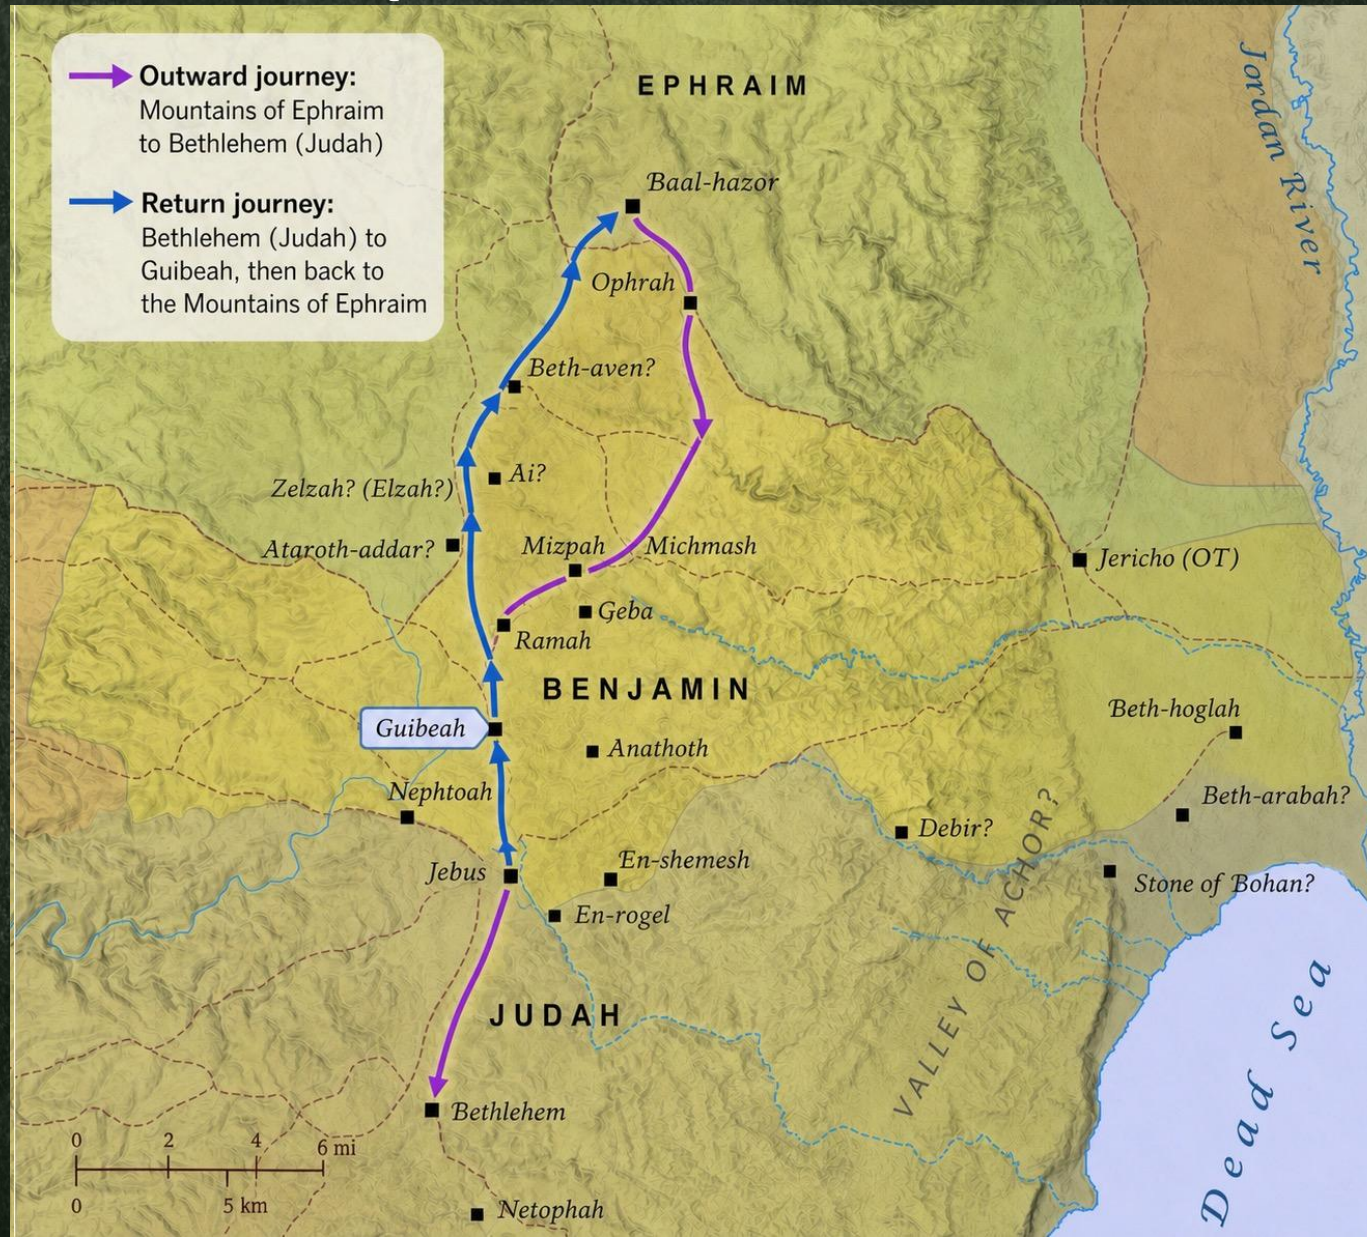 Outward journey:
Mountains of Ephraim
to Bethlehem (Judah)
Return journey:
Bethlehem (Judah) to
Guibeah, then back to
the Mountains of Ephraim
EPHRAIM
Jordan River
Baal-hazor
Ophrah
Beth-aven?
Ai?
Zelzah? (Elzah?)
Ataroth-addar?
Mizpah
Michmash
Jericho (OT)
Geba
Ramah
BENJAMIN
Guibeah
Anathoth
Beth-hoglah
Nephtoah
Beth-arabah?
Debir?
Jebus
En-shemesh
Stone of Bohan?
En-rogel
VALLEY OF ACHOR?
JUDAH
Dead Sea
Bethlehem
0 2 4 6 mi
0 5 km
Netophah